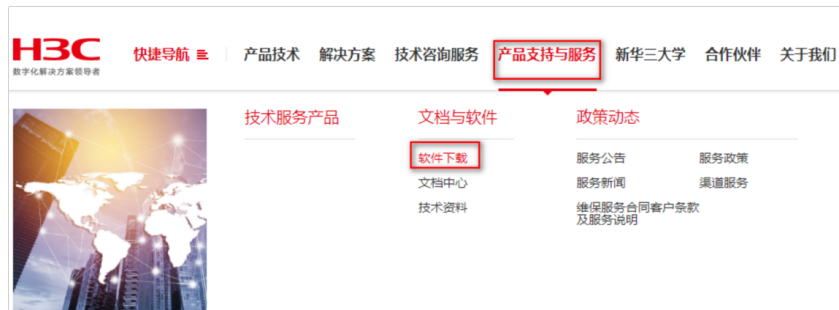 H3C
数字化解决方案领导者
快捷导航
产品技术
解决方案
技术咨询服务
产品支持与服务
新华三大学
合作伙伴
关于我们
技术服务产品
文档与软件
软件下载
文档中心
技术资料
政策动态
服务公告
服务政策
服务新闻
渠道服务
维保服务合同客户条款
及服务说明